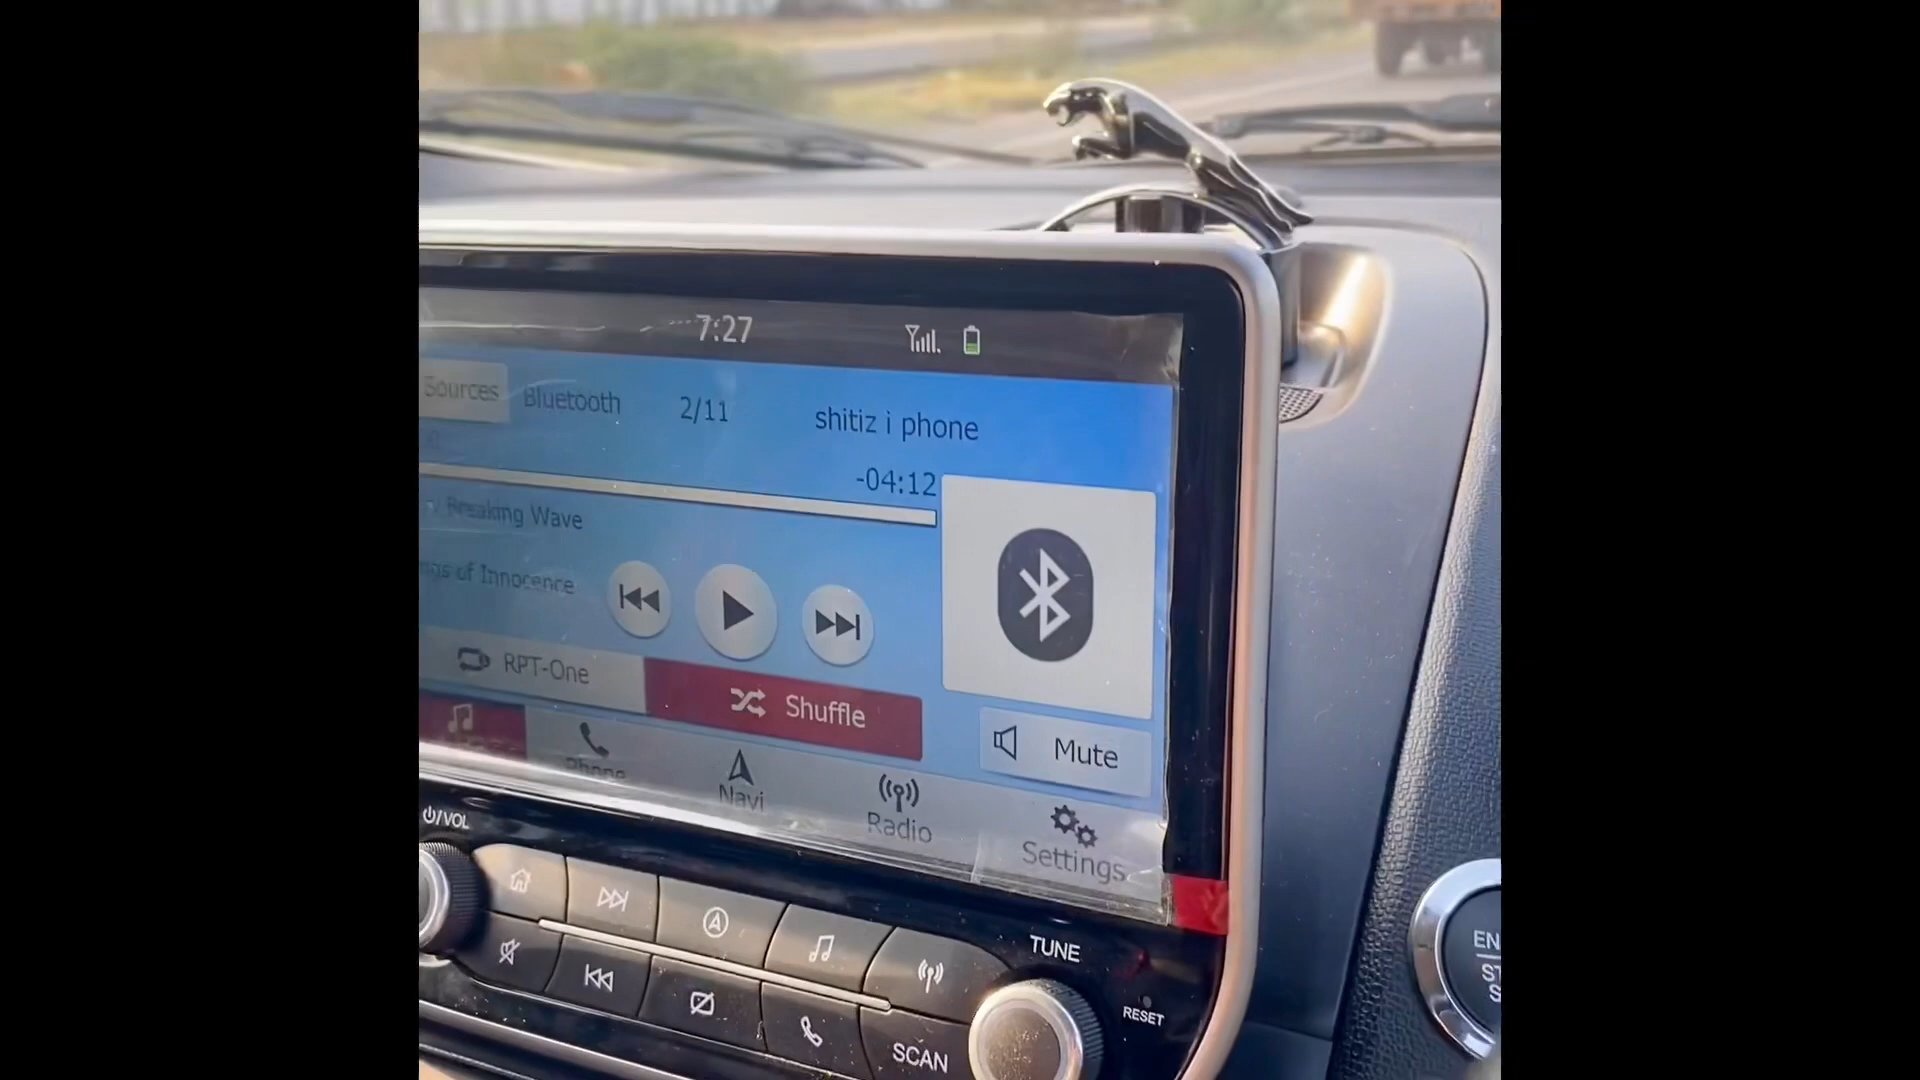 7:27
Sources Bluetooth 2/11 shitiz i phone
-04:12
Breaking Wave
of Innocence
RPT-One Shuffle
Mute
Phone Navi Radio Settings
/VOL
TUNE
RESET
SCAN